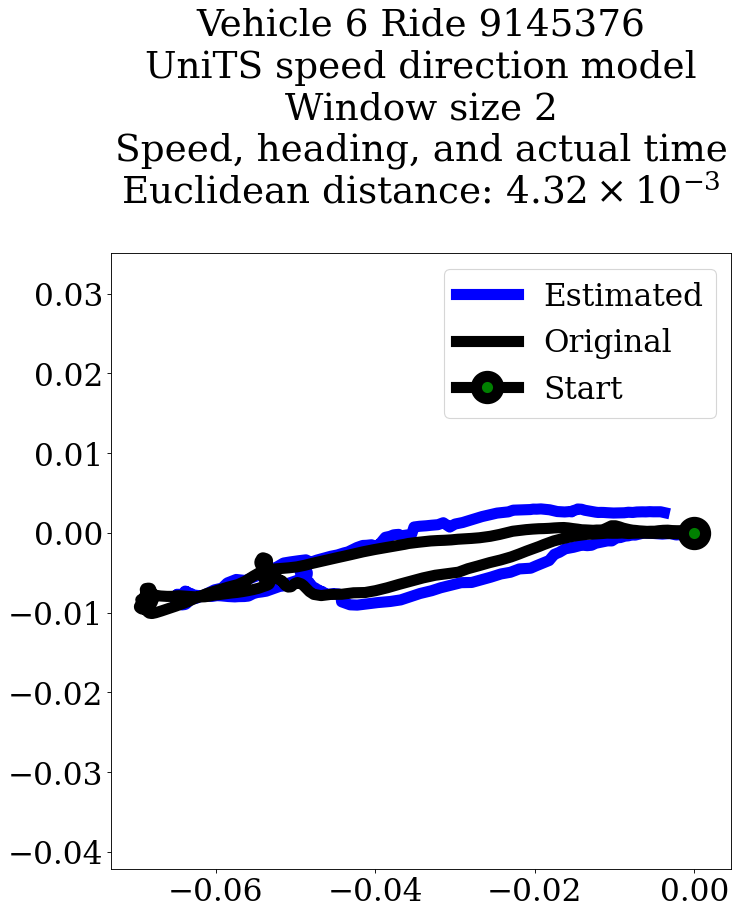 Vehicle 6 Ride 9145376
UniTS speed direction model
Window size 2
Speed, heading, and actual time
Euclidean distance: 4.32 × 10⁻³
Estimated
Original
Start
0.03
0.02
0.01
0.00
−0.01
−0.02
−0.03
−0.04
−0.06
−0.04
−0.02
0.00